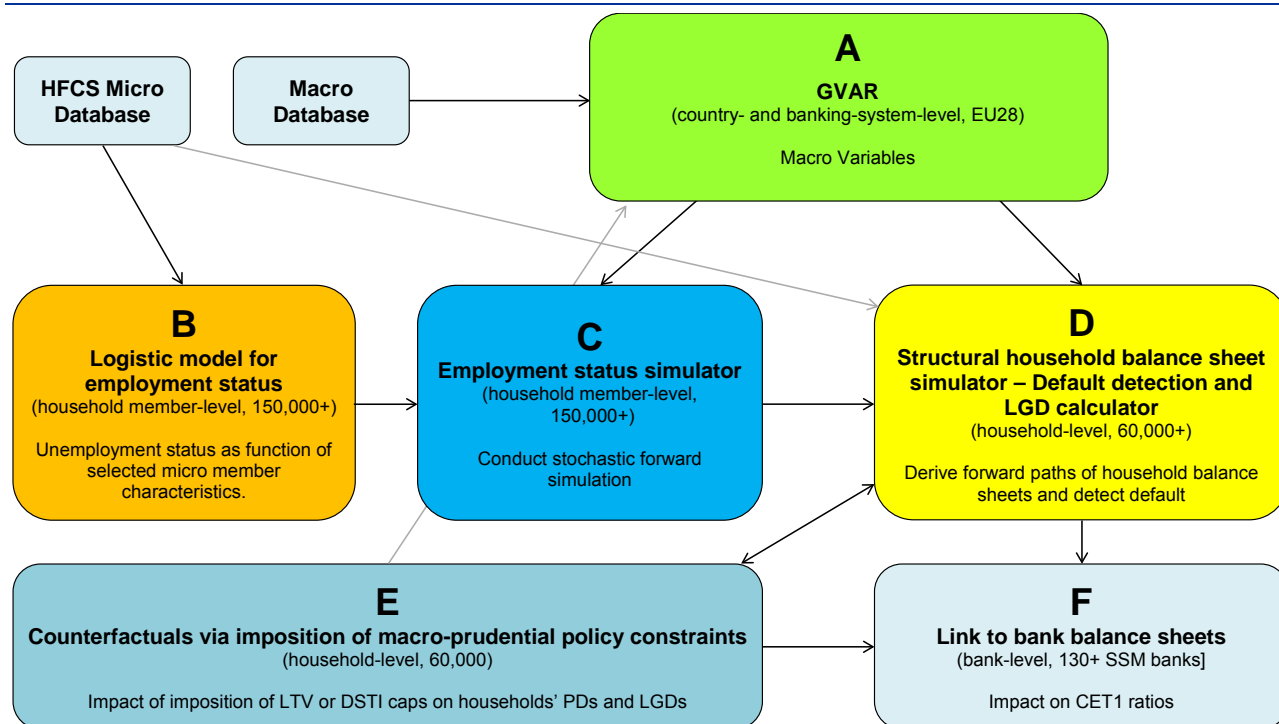 HFCS Micro
Database
Macro
Database
A
GVAR
(country- and banking-system-level, EU28)
Macro Variables
B
Logistic model for
employment status
(household member-level, 150,000+)
Unemployment status as function of
selected micro member
characteristics.
C
Employment status simulator
(household member-level,
150,000+)
Conduct stochastic forward
simulation
D
Structural household balance sheet
simulator – Default detection and
LGD calculator
(household-level, 60,000+)
Derive forward paths of household balance
sheets and detect default
E
Counterfactuals via imposition of macro-prudential policy constraints
(household-level, 60,000)
Impact of imposition of LTV or DSTI caps on households’ PDs and LGDs
F
Link to bank balance sheets
(bank-level, 130+ SSM banks]
Impact on CET1 ratios